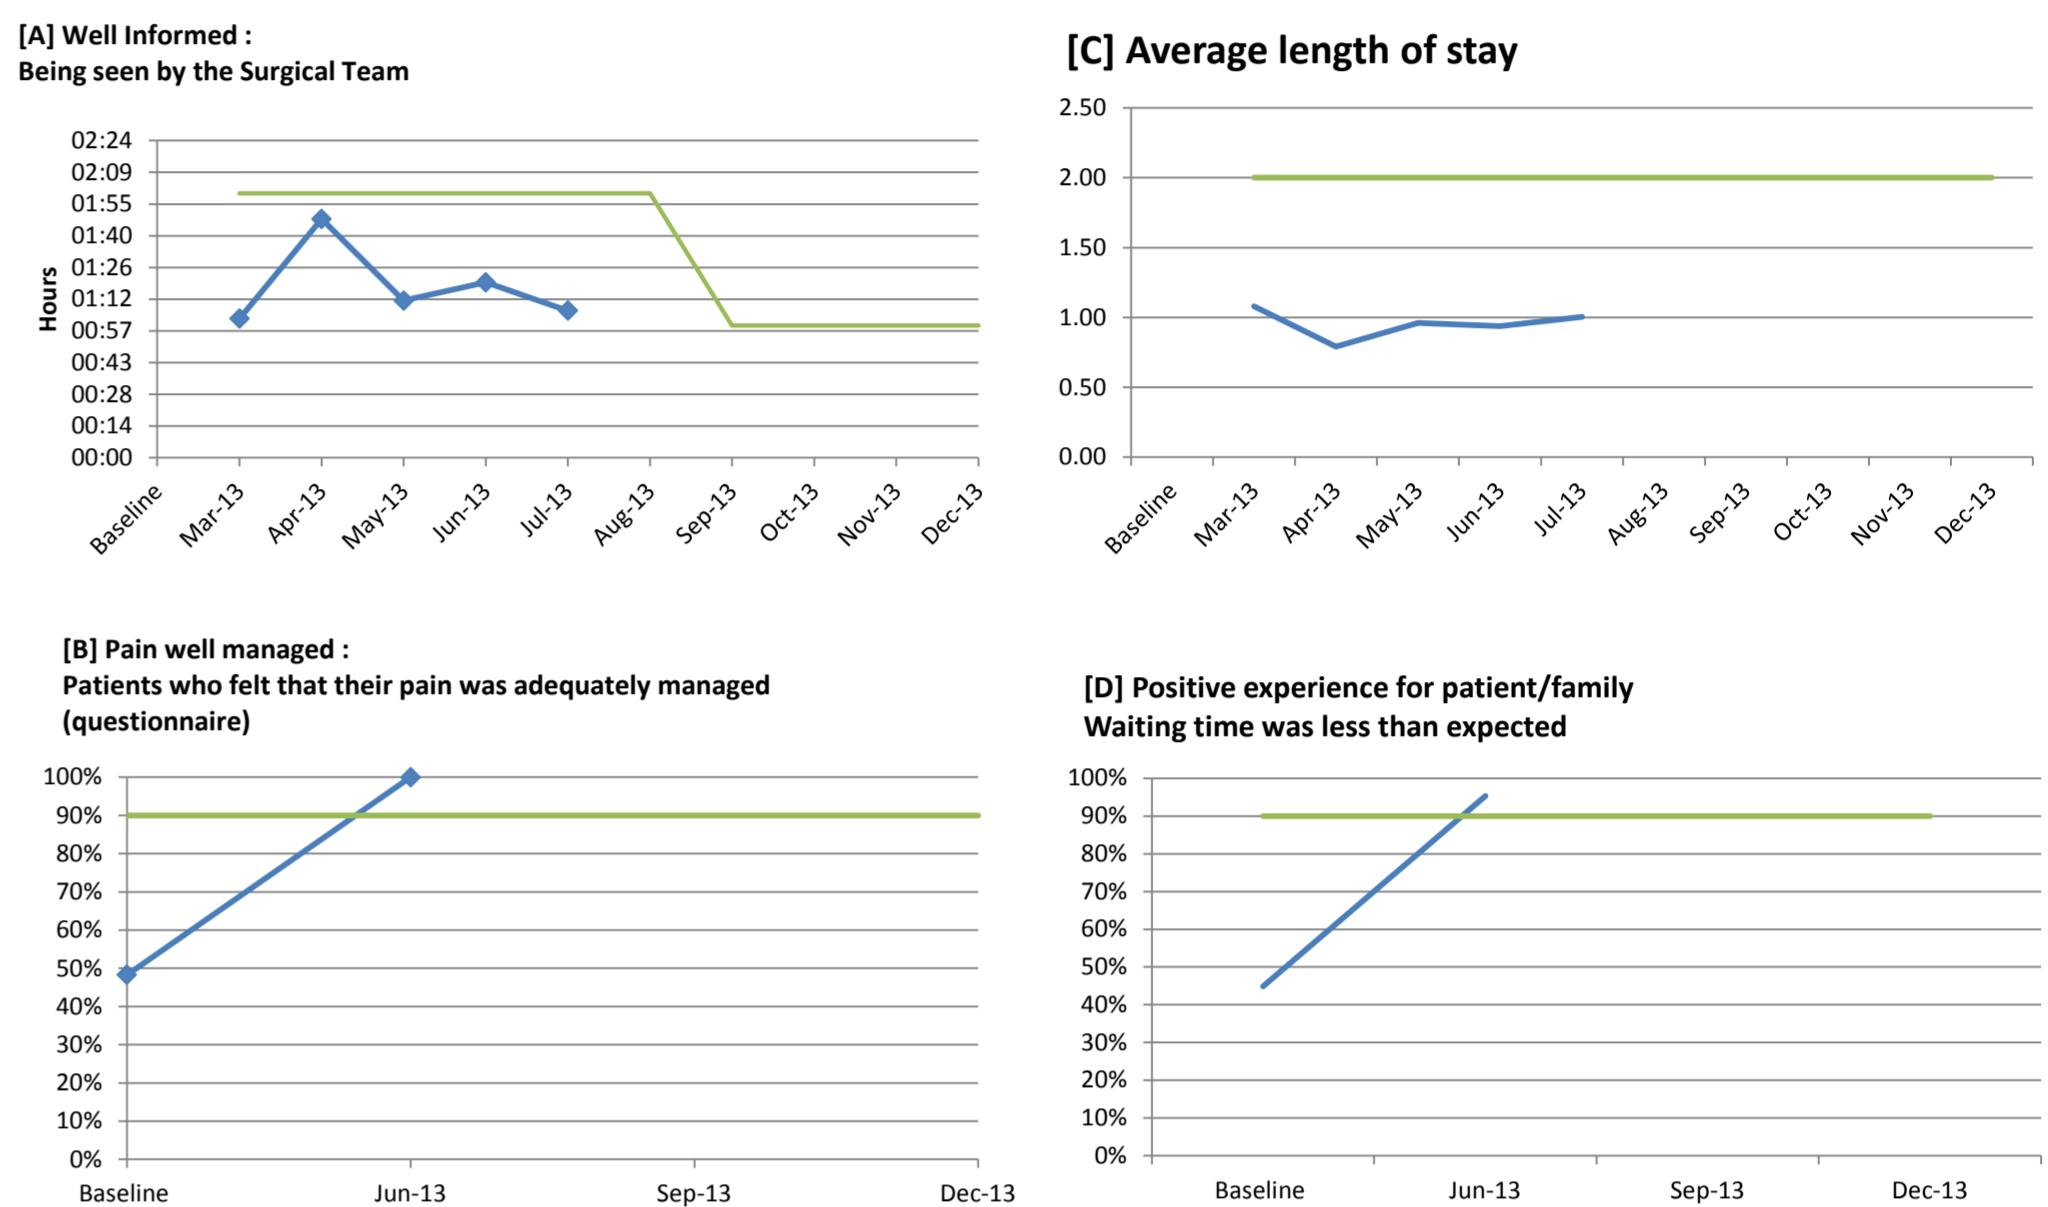 [A] Well Informed :
Being seen by the Surgical Team
Hours
02:24
02:09
01:55
01:40
01:26
01:12
00:57
00:43
00:28
00:14
00:00
Baseline
Mar-13
Apr-13
May-13
Jun-13
Jul-13
Aug-13
Sep-13
Oct-13
Nov-13
Dec-13
[C] Average length of stay
2.50
2.00
1.50
1.00
0.50
0.00
Baseline
Mar-13
Apr-13
May-13
Jun-13
Jul-13
Aug-13
Sep-13
Oct-13
Nov-13
Dec-13
[B] Pain well managed :
Patients who felt that their pain was adequately managed
(questionnaire)
100%
90%
80%
70%
60%
50%
40%
30%
20%
10%
0%
Baseline
Jun-13
Sep-13
Dec-13
[D] Positive experience for patient/family
Waiting time was less than expected
100%
90%
80%
70%
60%
50%
40%
30%
20%
10%
0%
Baseline
Jun-13
Sep-13
Dec-13